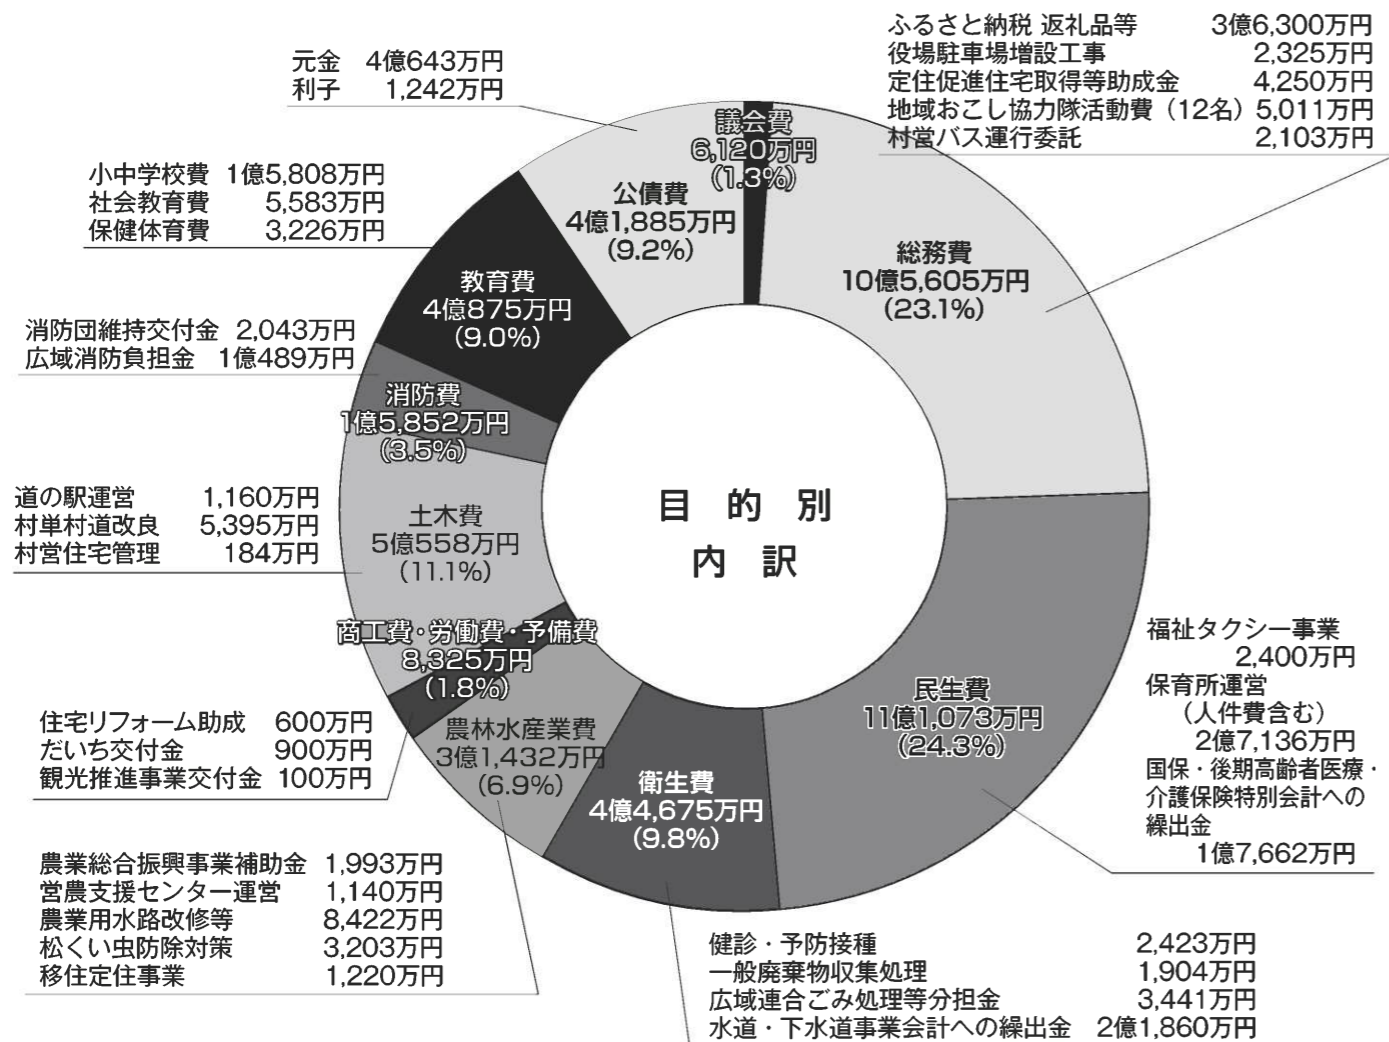 目的別
内訳
議会費
6,120万円
(1.3%)
ふるさと納税 返礼品等 3億6,300万円
役場駐車場増設工事 2,325万円
定住促進住宅取得等助成金 4,250万円
地域おこし協力隊活動費（12名） 5,011万円
村営バス運行委託 2,103万円
総務費
10億5,605万円
(23.1%)
福祉タクシー事業
2,400万円
保育所運営
（人件費含む）
2億7,136万円
国保・後期高齢者医療・
介護保険特別会計への
繰出金
1億7,662万円
民生費
11億1,073万円
(24.3%)
衛生費
4億4,675万円
(9.8%)
健診・予防接種 2,423万円
一般廃棄物収集処理 1,904万円
広域連合ごみ処理等分担金 3,441万円
水道・下水道事業会計への繰出金 2億1,860万円
農林水産業費
3億1,432万円
(6.9%)
農業総合振興事業補助金 1,993万円
営農支援センター運営 1,140万円
農業用水路改修等 8,422万円
松くい虫防除対策 3,203万円
移住定住事業 1,220万円
商工費・労働費・予備費
8,325万円
(1.8%)
住宅リフォーム助成 600万円
だいち交付金 900万円
観光推進事業交付金 100万円
土木費
5億558万円
(11.1%)
道の駅運営 1,160万円
村単村道改良 5,395万円
村営住宅管理 184万円
消防費
1億5,852万円
(3.5%)
消防団維持交付金 2,043万円
広域消防負担金 1億489万円
教育費
4億875万円
(9.0%)
小中学校費 1億5,808万円
社会教育費 5,583万円
保健体育費 3,226万円
公債費
4億1,885万円
(9.2%)
元金 4億643万円
利子 1,242万円